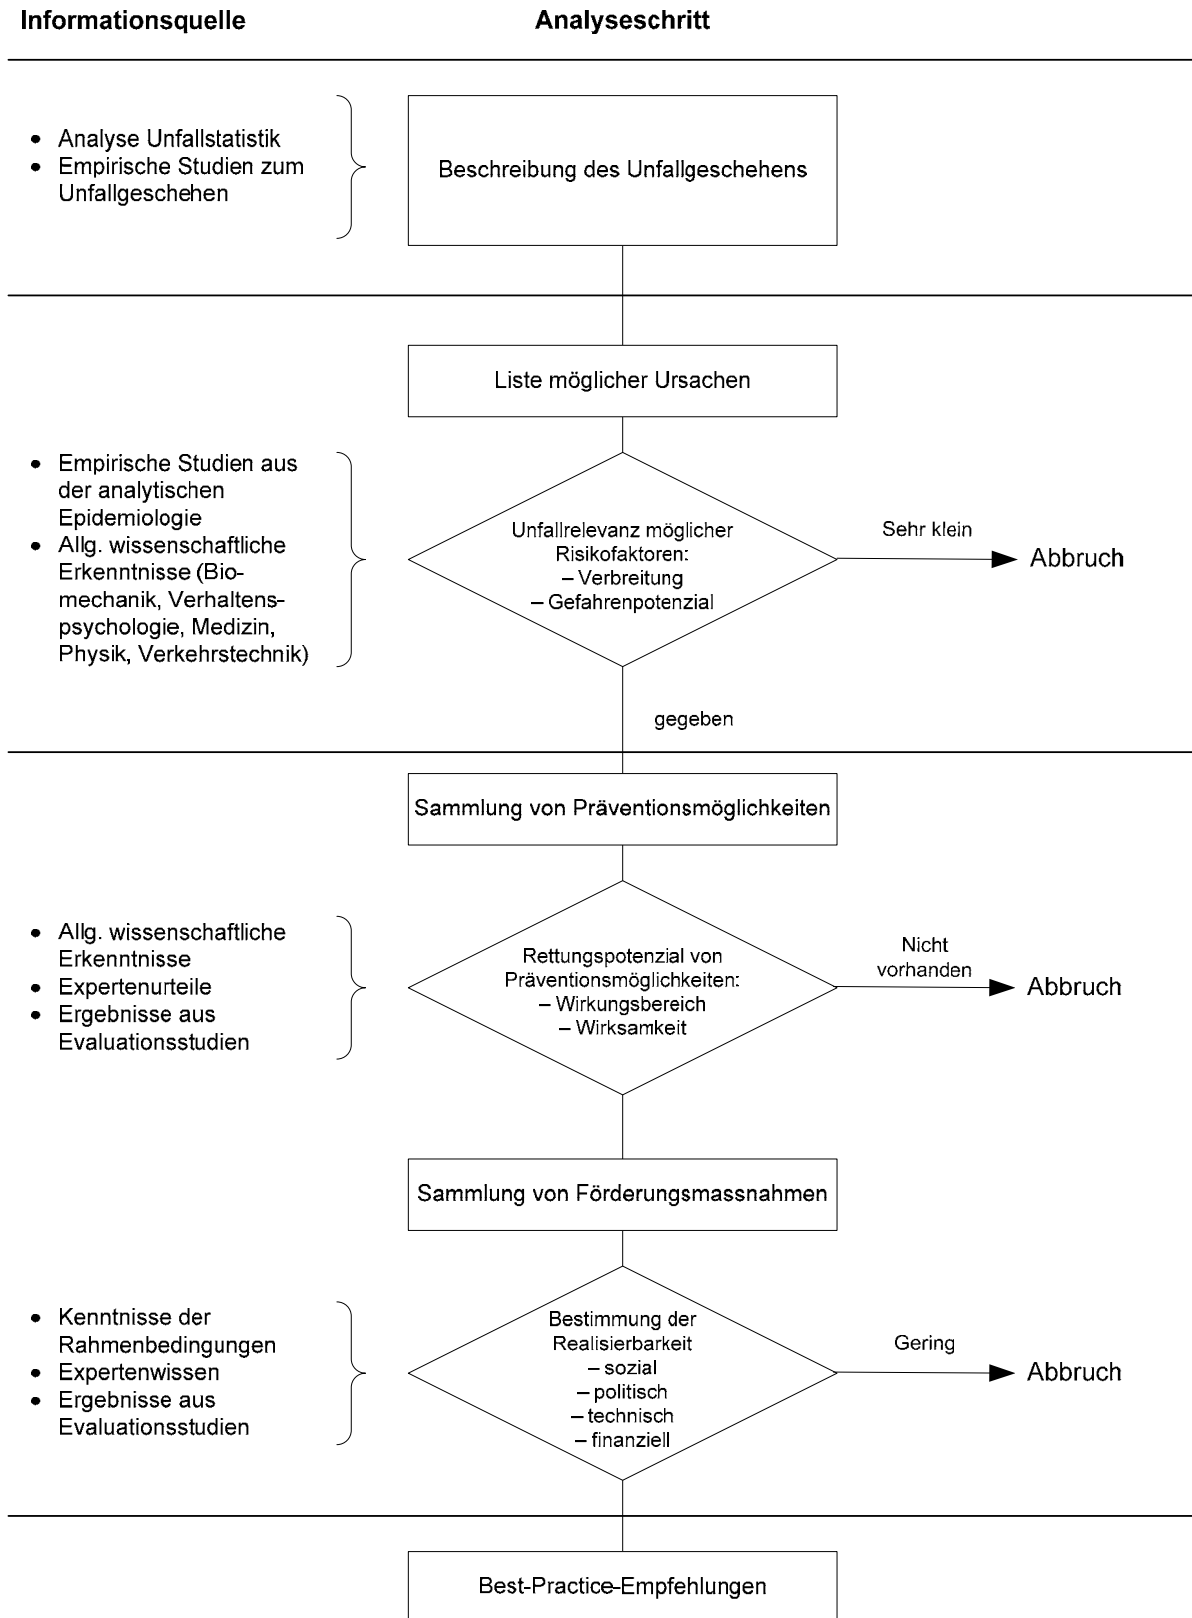 Informationsquelle
Analyseschritt
• Analyse Unfallstatistik
• Empirische Studien zum
Unfallgeschehen
Beschreibung des Unfallgeschehens
Liste möglicher Ursachen
• Empirische Studien aus
der analytischen
Epidemiologie
• Allg. wissenschaftliche
Erkenntnisse (Bio-
mechanik, Verhaltens-
psychologie, Medizin,
Physik, Verkehrstechnik)
Unfallrelevanz möglicher
Risikofaktoren:
– Verbreitung
– Gefahrenpotenzial
Sehr klein
Abbruch
gegeben
Sammlung von Präventionsmöglichkeiten
• Allg. wissenschaftliche
Erkenntnisse
• Expertenurteile
• Ergebnisse aus
Evaluationsstudien
Rettungspotenzial von
Präventionsmöglichkeiten:
– Wirkungsbereich
– Wirksamkeit
Nicht
vorhanden
Abbruch
Sammlung von Förderungsmassnahmen
• Kenntnisse der
Rahmenbedingungen
• Expertenwissen
• Ergebnisse aus
Evaluationsstudien
Bestimmung der
Realisierbarkeit
– sozial
– politisch
– technisch
– finanziell
Gering
Abbruch
Best-Practice-Empfehlungen